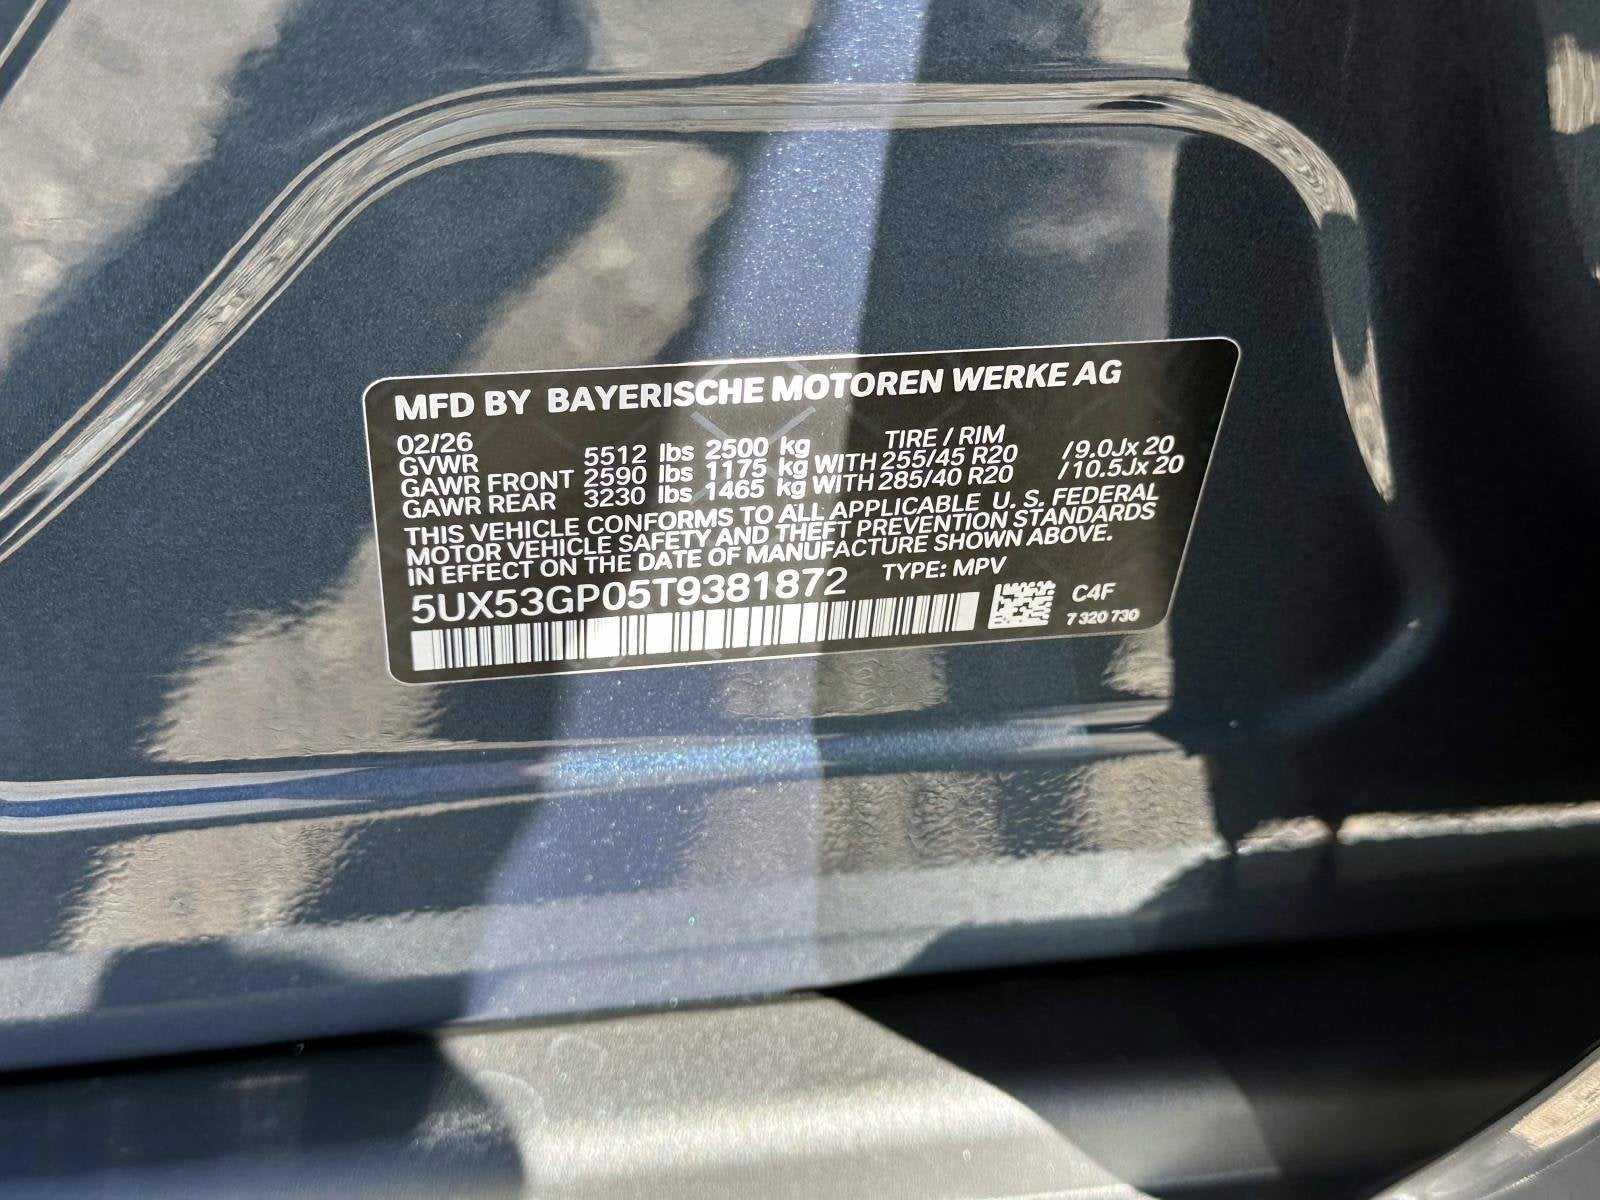 MFD BY BAYERISCHE MOTOREN WERKE AG
02/26 TIRE / RIM
GVWR 5512 lbs 2500 kg
GAWR FRONT 2590 lbs 1175 kg WITH 255/45 R20 /9.0Jx 20
GAWR REAR 3230 lbs 1465 kg WITH 285/40 R20 /10.5Jx 20
THIS VEHICLE CONFORMS TO ALL APPLICABLE U. S. FEDERAL
MOTOR VEHICLE SAFETY AND THEFT PREVENTION STANDARDS
IN EFFECT ON THE DATE OF MANUFACTURE SHOWN ABOVE.
5UX53GP05T9381872 TYPE: MPV
C4F
7 320 730